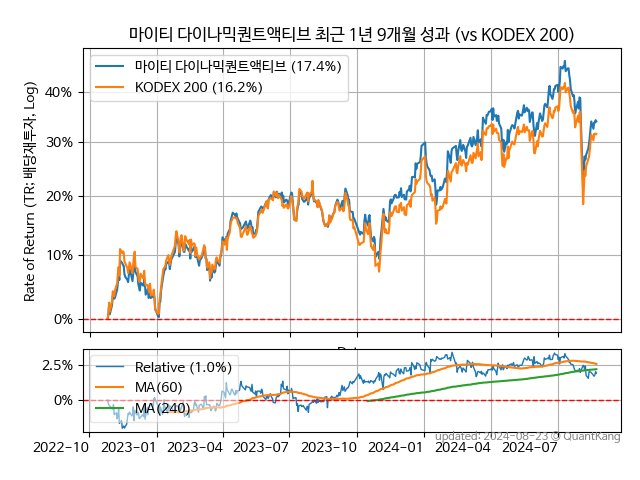 마이티 다이나믹퀀트액티브 최근 1년 9개월 성과 (vs KODEX 200)
마이티 다이나믹퀀트액티브 (17.4%)
KODEX 200 (16.2%)
40%
30%
20%
10%
0%
Rate of Return (TR: 배당재투자, Log)
Relative (1.0%)
MA(60)
MA(240)
2.5%
0%
2022-10
2023-01
2023-04
2023-07
2023-10
2024-01
2024-04
2024-07
updated: 2024-08-23 © QuantKang